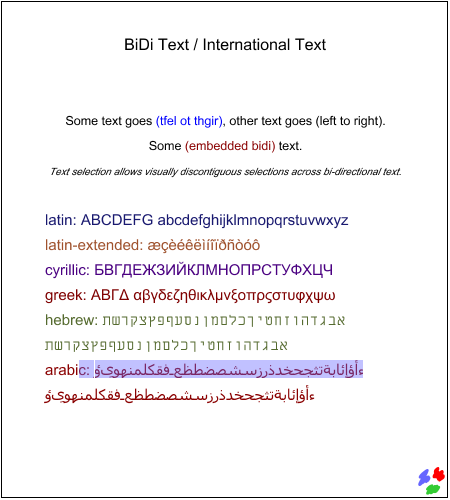 BiDi Text / International Text
Some text goes (tfel ot thgir), other text goes (left to right).
Some (embedded bidi) text.
Text selection allows visually discontiguous selections across bi-directional text.
latin: ABCDEFG abcdefghijklmnopqrstuvwxyz
latin-extended: æçèéêëìíîïðñòóô
cyrillic: БВГДЕЖЗИЙКЛМНОПРСТУФХЦЧ
greek: ΑΒΓΔ αβγδεζηθικλμνξοπρςστυφχψω
hebrew: אבגדהוזחטיךכלםמןנסעףפץצקרשת
אבגדהוזחטיךכלםמןנסעףפץצקרשת
arabic: ءأؤإئابةتثجحخدذرزسشصضطظعـفقكلمنهوىؤ
ءأؤإئابةتثجحخدذرزسشصضطظعـفقكلمنهوىؤ